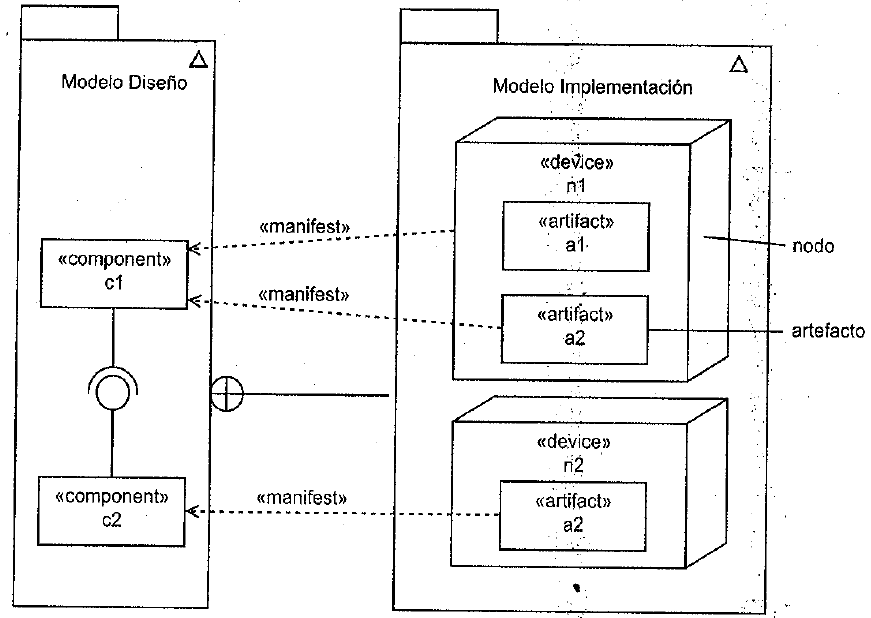 Modelo Diseño
Modelo Implementación
«device»
n1
«artifact»
a1
«manifest»
nodo
«component»
c1
«manifest»
«artifact»
a2
artefacto
«device»
n2
«component»
c2
«manifest»
«artifact»
a2